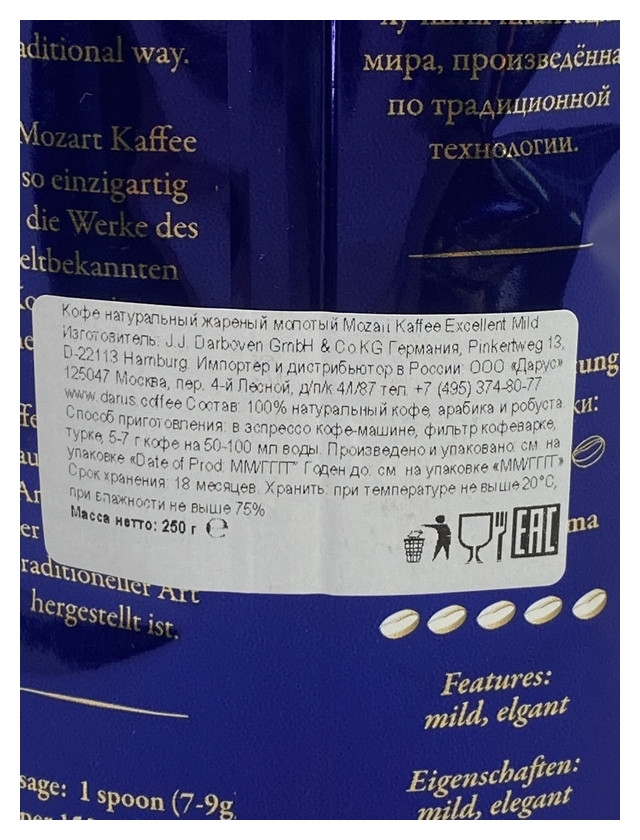 aditional way.
Mozart Kaffee
so einzigartig
die Werke des
eltbekannten
мира, произведённа
по традиционной
технологии.
Кофе натуральный жареный молотый Mozart Kaffee Excellent Mild
Изготовитель: J.J. Darboven GmbH & Co KG Германия, Pinkertweg 13,
D-22113 Hamburg. Импортер и дистрибьютор в России: ООО «Дарус»
125047 Москва, пер. 4-й Лесной, д/п/к 4/1/87 тел. +7 (495) 374-80-77
www.darus.coffee Состав: 100% натуральный кофе, арабика и робуста.
Способ приготовления: в эспрессо кофе-машине, фильтр кофеварке,
турке, 5-7 г кофе на 50-100 мл воды. Произведено и упаковано: см. на
упаковке «Date of Prod: ММ/ГГГГ" Годен до: см. на упаковке «ММ/ГГГГ»
Срок хранения: 18 месяцев. Хранить: при температуре не выше 20°С,
при влажности не выше 75%
Масса нетто: 250 г ℮
EAC
ung
ки:
ma
raditioneller Art
hergestellt ist.
Features:
mild, elgant
Eigenschaften:
mild, elegant
sage: 1 spoon (7-9g